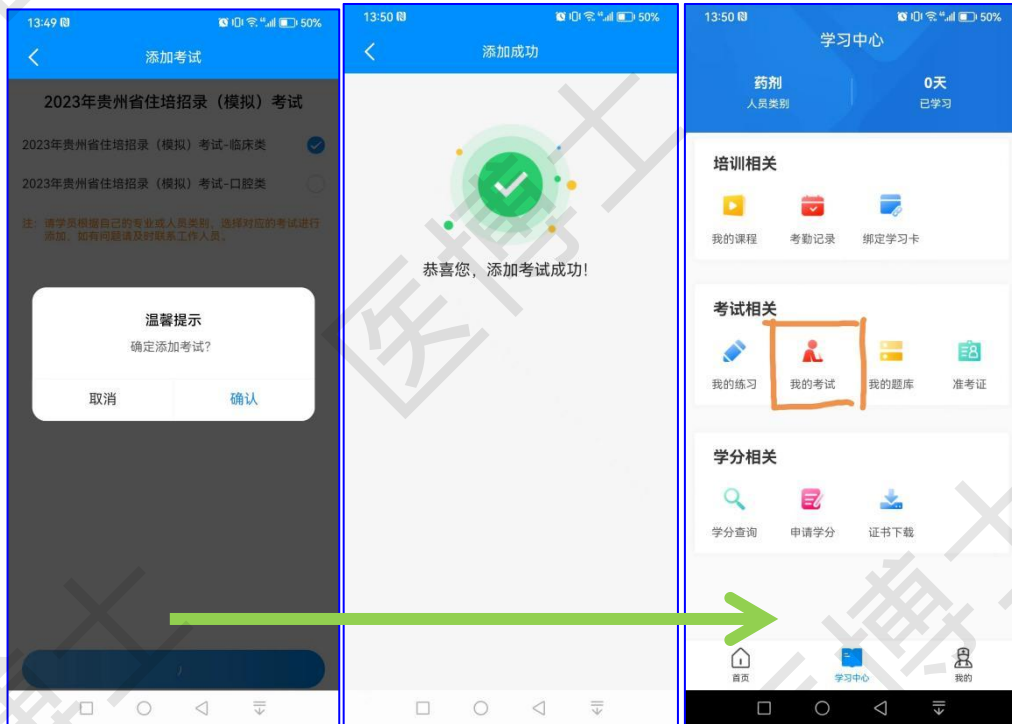 13:49
50%
添加考试
2023年贵州省住培招录（模拟）考试
2023年贵州省住培招录（模拟）考试-临床类
2023年贵州省住培招录（模拟）考试-口腔类
注：请学员根据自己的专业或人员类别，选择对应的考试进行
添加，如有问题请及时联系工作人员。
温馨提示
确定添加考试?
取消 确认
13:50
50%
添加成功
恭喜您，添加考试成功!
13:50
50%
学习中心
药剂 0天
人员类别 已学习
培训相关
我的课程 考勤记录 绑定学习卡
考试相关
我的练习 我的考试 我的题库 准考证
学分相关
学分查询 申请学分 证书下载
首页 学习中心 我的
医博士
医博士